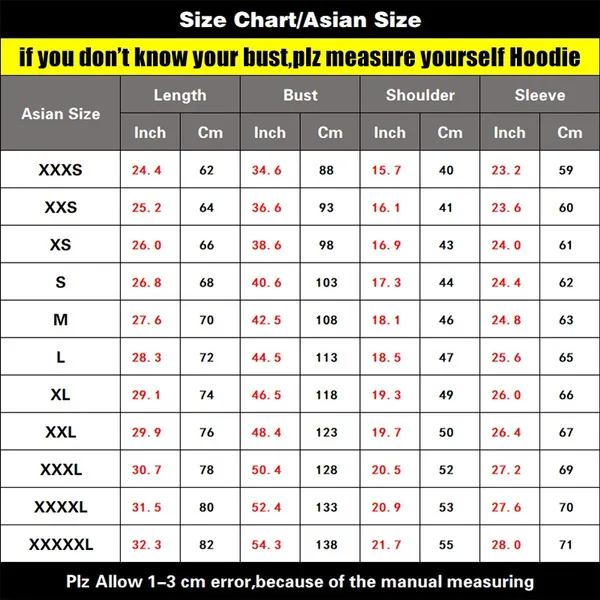 Size Chart/Asian Size
if you don't know your bust,plz measure yourself Hoodie
Asian Size Length Bust Shoulder Sleeve
Inch Cm Inch Cm Inch Cm Inch Cm
XXXS 24.4 62 34.6 88 15.7 40 23.2 59
XXS 25.2 64 36.6 93 16.1 41 23.6 60
XS 26.0 66 38.6 98 16.9 43 24.0 61
S 26.8 68 40.6 103 17.3 44 24.4 62
M 27.6 70 42.5 108 18.1 46 24.8 63
L 28.3 72 44.5 113 18.5 47 25.6 65
XL 29.1 74 46.5 118 19.3 49 26.0 66
XXL 29.9 76 48.4 123 19.7 50 26.4 67
XXXL 30.7 78 50.4 128 20.5 52 27.2 69
XXXXL 31.5 80 52.4 133 20.9 53 27.6 70
XXXXXL 32.3 82 54.3 138 21.7 55 28.0 71
Plz Allow 1-3 cm error,because of the manual measuring